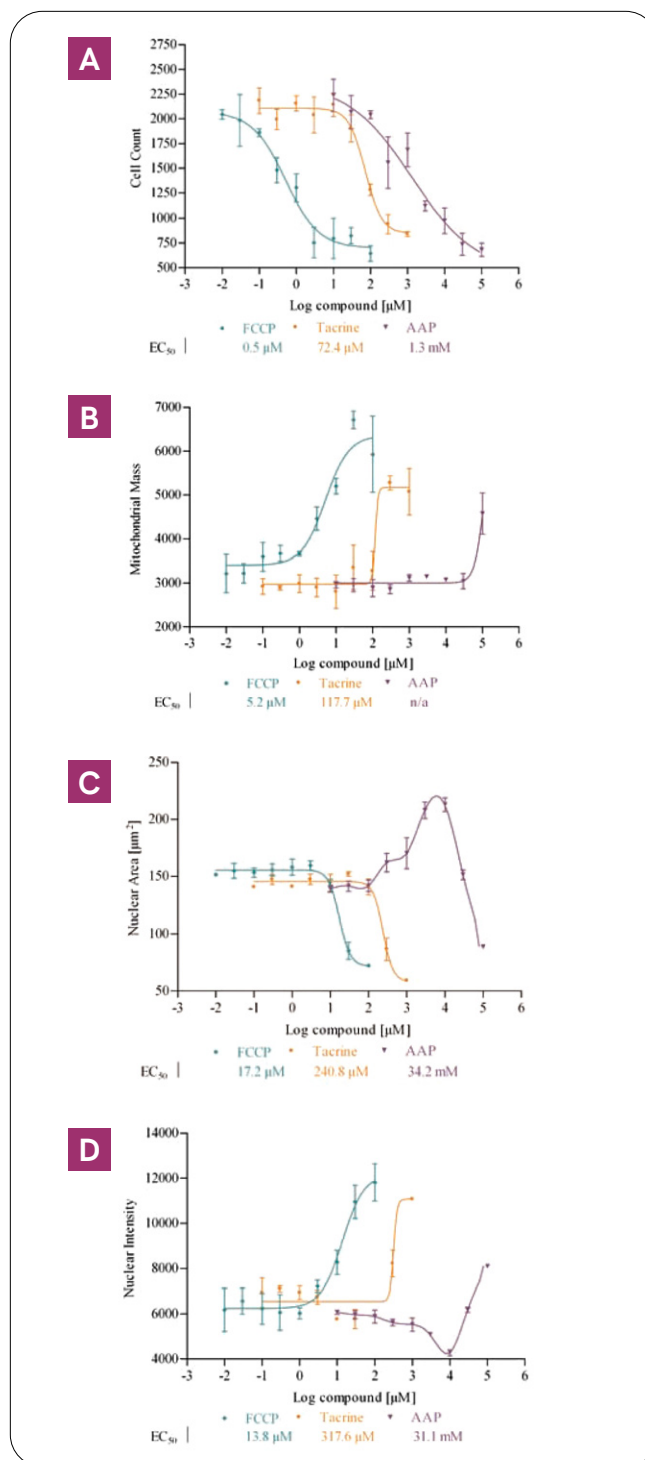 A
2750
2500
2250
2000
1750
1500
1250
1000
750
500
Cell Count
-3 -2 -1 0 1 2 3 4 5 6
Log compound [μM]
FCCP Tacrine AAP
EC₅₀ | 0.5 μM 72.4 μM 1.3 mM
B
7000
6000
5000
4000
3000
2000
Mitochondrial Mass
-3 -2 -1 0 1 2 3 4 5 6
Log compound [μM]
FCCP Tacrine AAP
EC₅₀ | 5.2 μM 117.7 μM n/a
C
250
200
150
100
50
Nuclear Area [μm²]
-3 -2 -1 0 1 2 3 4 5 6
Log compound [μM]
FCCP Tacrine AAP
EC₅₀ | 17.2 μM 240.8 μM 34.2 mM
D
14000
12000
10000
8000
6000
4000
Nuclear Intensity
-3 -2 -1 0 1 2 3 4 5 6
Log compound [μM]
FCCP Tacrine AAP
EC₅₀ | 13.8 μM 317.6 μM 31.1 mM